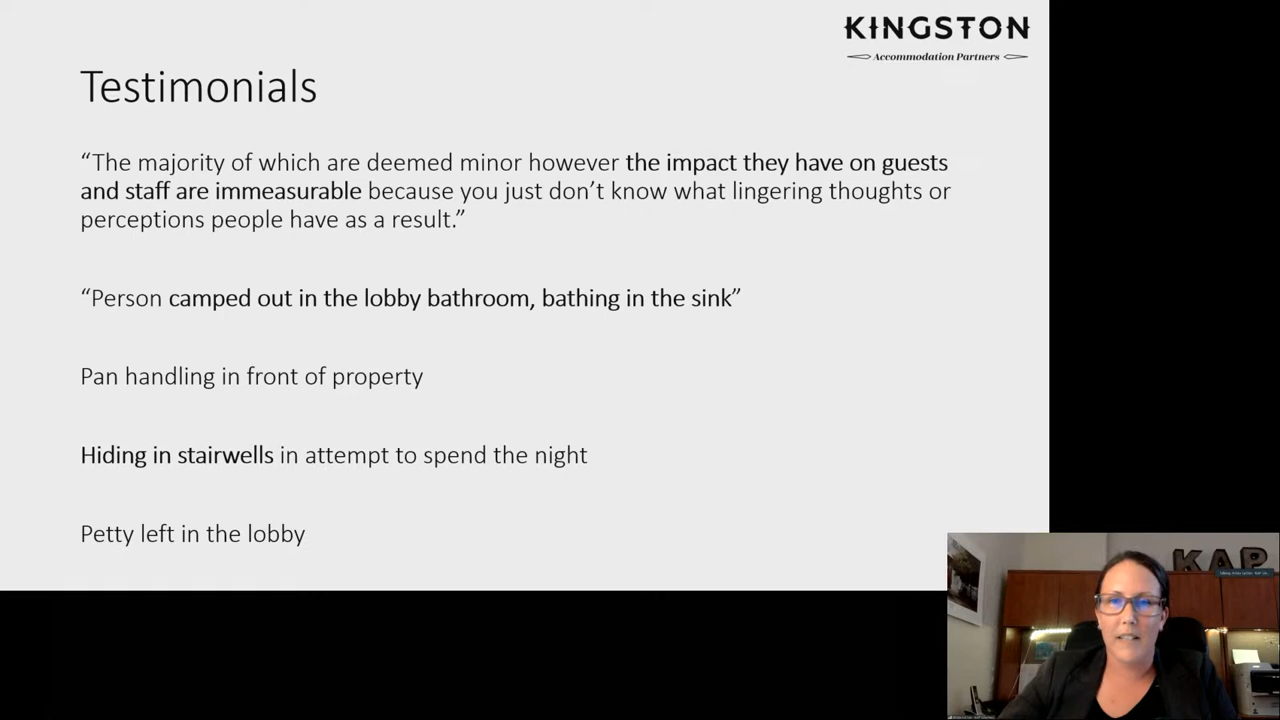 KINGSTON
Accommodation Partners
Testimonials
“The majority of which are deemed minor however the impact they have on guests
and staff are immeasurable because you just don’t know what lingering thoughts or
perceptions people have as a result.”
“Person camped out in the lobby bathroom, bathing in the sink”
Pan handling in front of property
Hiding in stairwells in attempt to spend the night
Petty left in the lobby
KAP